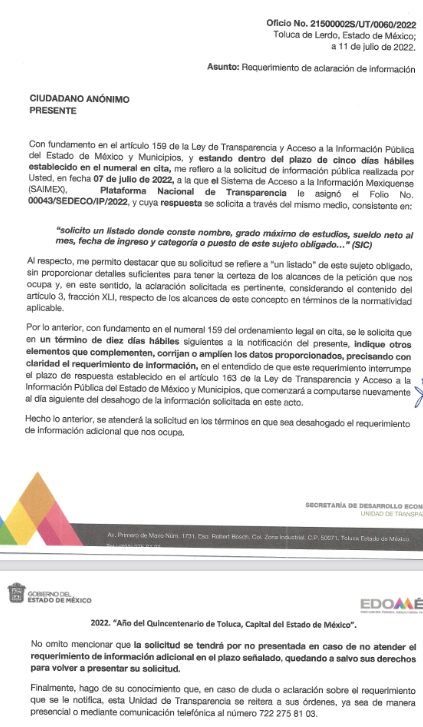 Oficio No. 21500002S/UT/0060/2022
Toluca de Lerdo, Estado de México;
a 11 de julio de 2022.
Asunto: Requerimiento de aclaración de información
CIUDADANO ANÓNIMO
PRESENTE
Con fundamento en el artículo 159 de la Ley de Transparencia y Acceso a la Información Pública
del Estado de México y Municipios, y estando dentro del plazo de cinco días hábiles
establecido en el numeral en cita, me refiero a la solicitud de información pública realizada por
Usted, en fecha 07 de julio de 2022, a la que el Sistema de Acceso a la Información Mexiquense
(SAIMEX), Plataforma Nacional de Transparencia le asignó el Folio No.
00043/SEDECO/IP/2022, y cuya respuesta se solicita a través del mismo medio, consistente en:
"solicito un listado donde conste nombre, grado máximo de estudios, sueldo neto al
mes, fecha de ingreso y categoría o puesto de este sujeto obligado..." (SIC)
Al respecto, me permito destacar que su solicitud se refiere a "un listado" de este sujeto obligado,
sin proporcionar detalles suficientes para tener la certeza de los alcances de la petición que nos
ocupa y, en este sentido, la aclaración solicitada es pertinente, considerando el contenido del
artículo 3, fracción XLI, respecto de los alcances de este concepto en términos de la normatividad
aplicable.
Por lo anterior, con fundamento en el numeral 159 del ordenamiento legal en cita, se le solicita que
en un término de diez días hábiles siguientes a la notificación del presente, indique otros
elementos que complementen, corrijan o amplíen los datos proporcionados, precisando con
claridad el requerimiento de información, en el entendido de que este requerimiento interrumpe
el plazo de respuesta establecido en el artículo 163 de la Ley de Transparencia y Acceso a la
Información Pública del Estado de México y Municipios, que comenzará a computarse nuevamente
al día siguiente del desahogo de la información solicitada en este acto.
Hecho lo anterior, se atenderá la solicitud en los términos en que sea desahogado el requerimiento
de información adicional que nos ocupa.
SECRETARÍA DE DESARROLLO ECON
UNIDAD DE TRANSPA
Av. Primero de Mayo Núm. 1731, Esq. Robert Bosch, Col. Zona Industrial, C.P. 50071, Toluca Estado de México.
GOBIERNO DEL
ESTADO DE MÉXICO
EDOMÉ
2022. "Año del Quincentenario de Toluca, Capital del Estado de México".
No omito mencionar que la solicitud se tendrá por no presentada en caso de no atender el
requerimiento de información adicional en el plazo señalado, quedando a salvo sus derechos
para volver a presentar su solicitud.
Finalmente, hago de su conocimiento que, en caso de duda o aclaración sobre el requerimiento
que se le notifica, esta Unidad de Transparencia se reitera a sus órdenes, ya sea de manera
presencial o mediante comunicación telefónica al número 722 275 81 03.